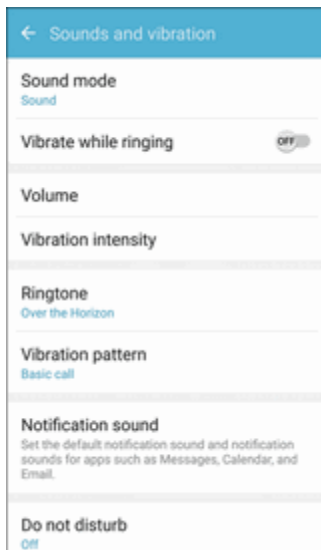 Sounds and vibration
Sound mode
Sound
Vibrate while ringing
OFF
Volume
Vibration intensity
Ringtone
Over the Horizon
Vibration pattern
Basic call
Notification sound
Set the default notification sound and notification
sounds for apps such as Messages, Calendar, and
Email.
Do not disturb
Off